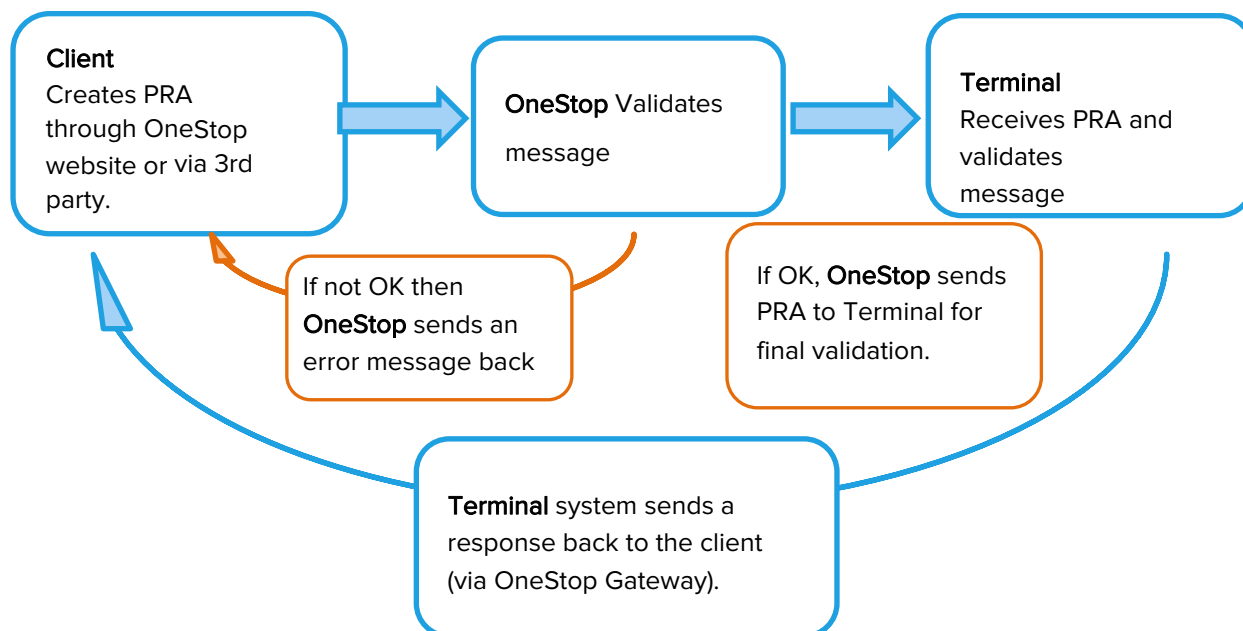 Client
Creates PRA
through OneStop
website or via 3rd
party.
OneStop Validates
message
Terminal
Receives PRA and
validates
message
If not OK then
OneStop sends an
error message back
If OK, OneStop sends
PRA to Terminal for
final validation.
Terminal system sends a
response back to the client
(via OneStop Gateway).